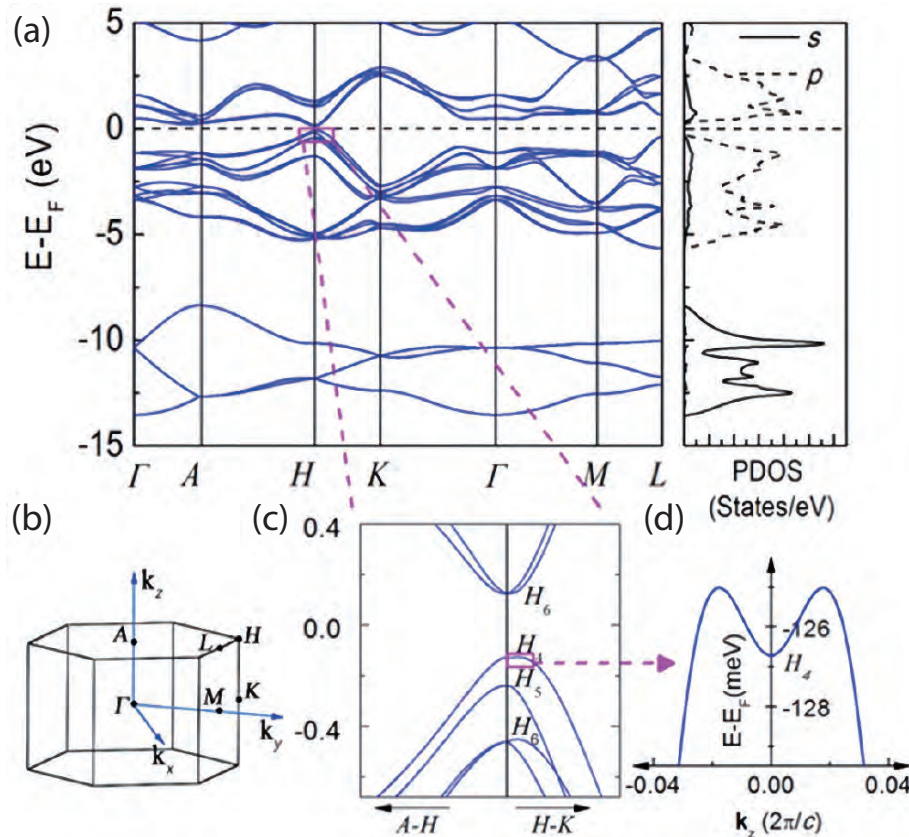 (a)
E-E_F (eV)
5
0
-5
-10
-15
Γ A H K Γ M L
s
p
PDOS
(States/eV)
(b)
k_z
A
L
H
Γ
M
K
k_x
k_y
(c)
0.4
0.0
-0.4
H_6
H_4
H_5
H_6
A-H
H-K
(d)
E-E_F(meV)
-126
H_4
-128
-0.04 0.00 0.04
k_z (2π/c)